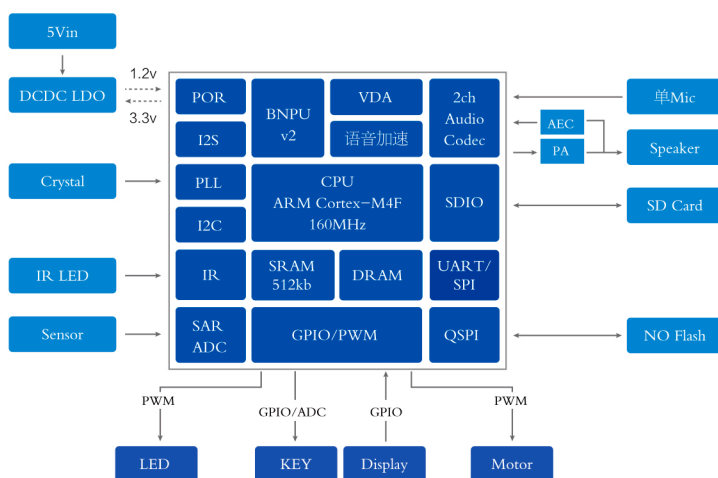 5Vin
1.2v
DCDC LDO
3.3v
POR
BNPU
v2
VDA
2ch
Audio
Codec
单Mic
I2S
语音加速
AEC
PA
Speaker
Crystal
PLL
CPU
ARM Cortex-M4F
160MHz
SDIO
SD Card
I2C
IR LED
IR
SRAM
512kb
DRAM
UART/
SPI
Sensor
SAR
ADC
GPIO/PWM
QSPI
NO Flash
PWM
GPIO/ADC
GPIO
PWM
LED
KEY
Display
Motor